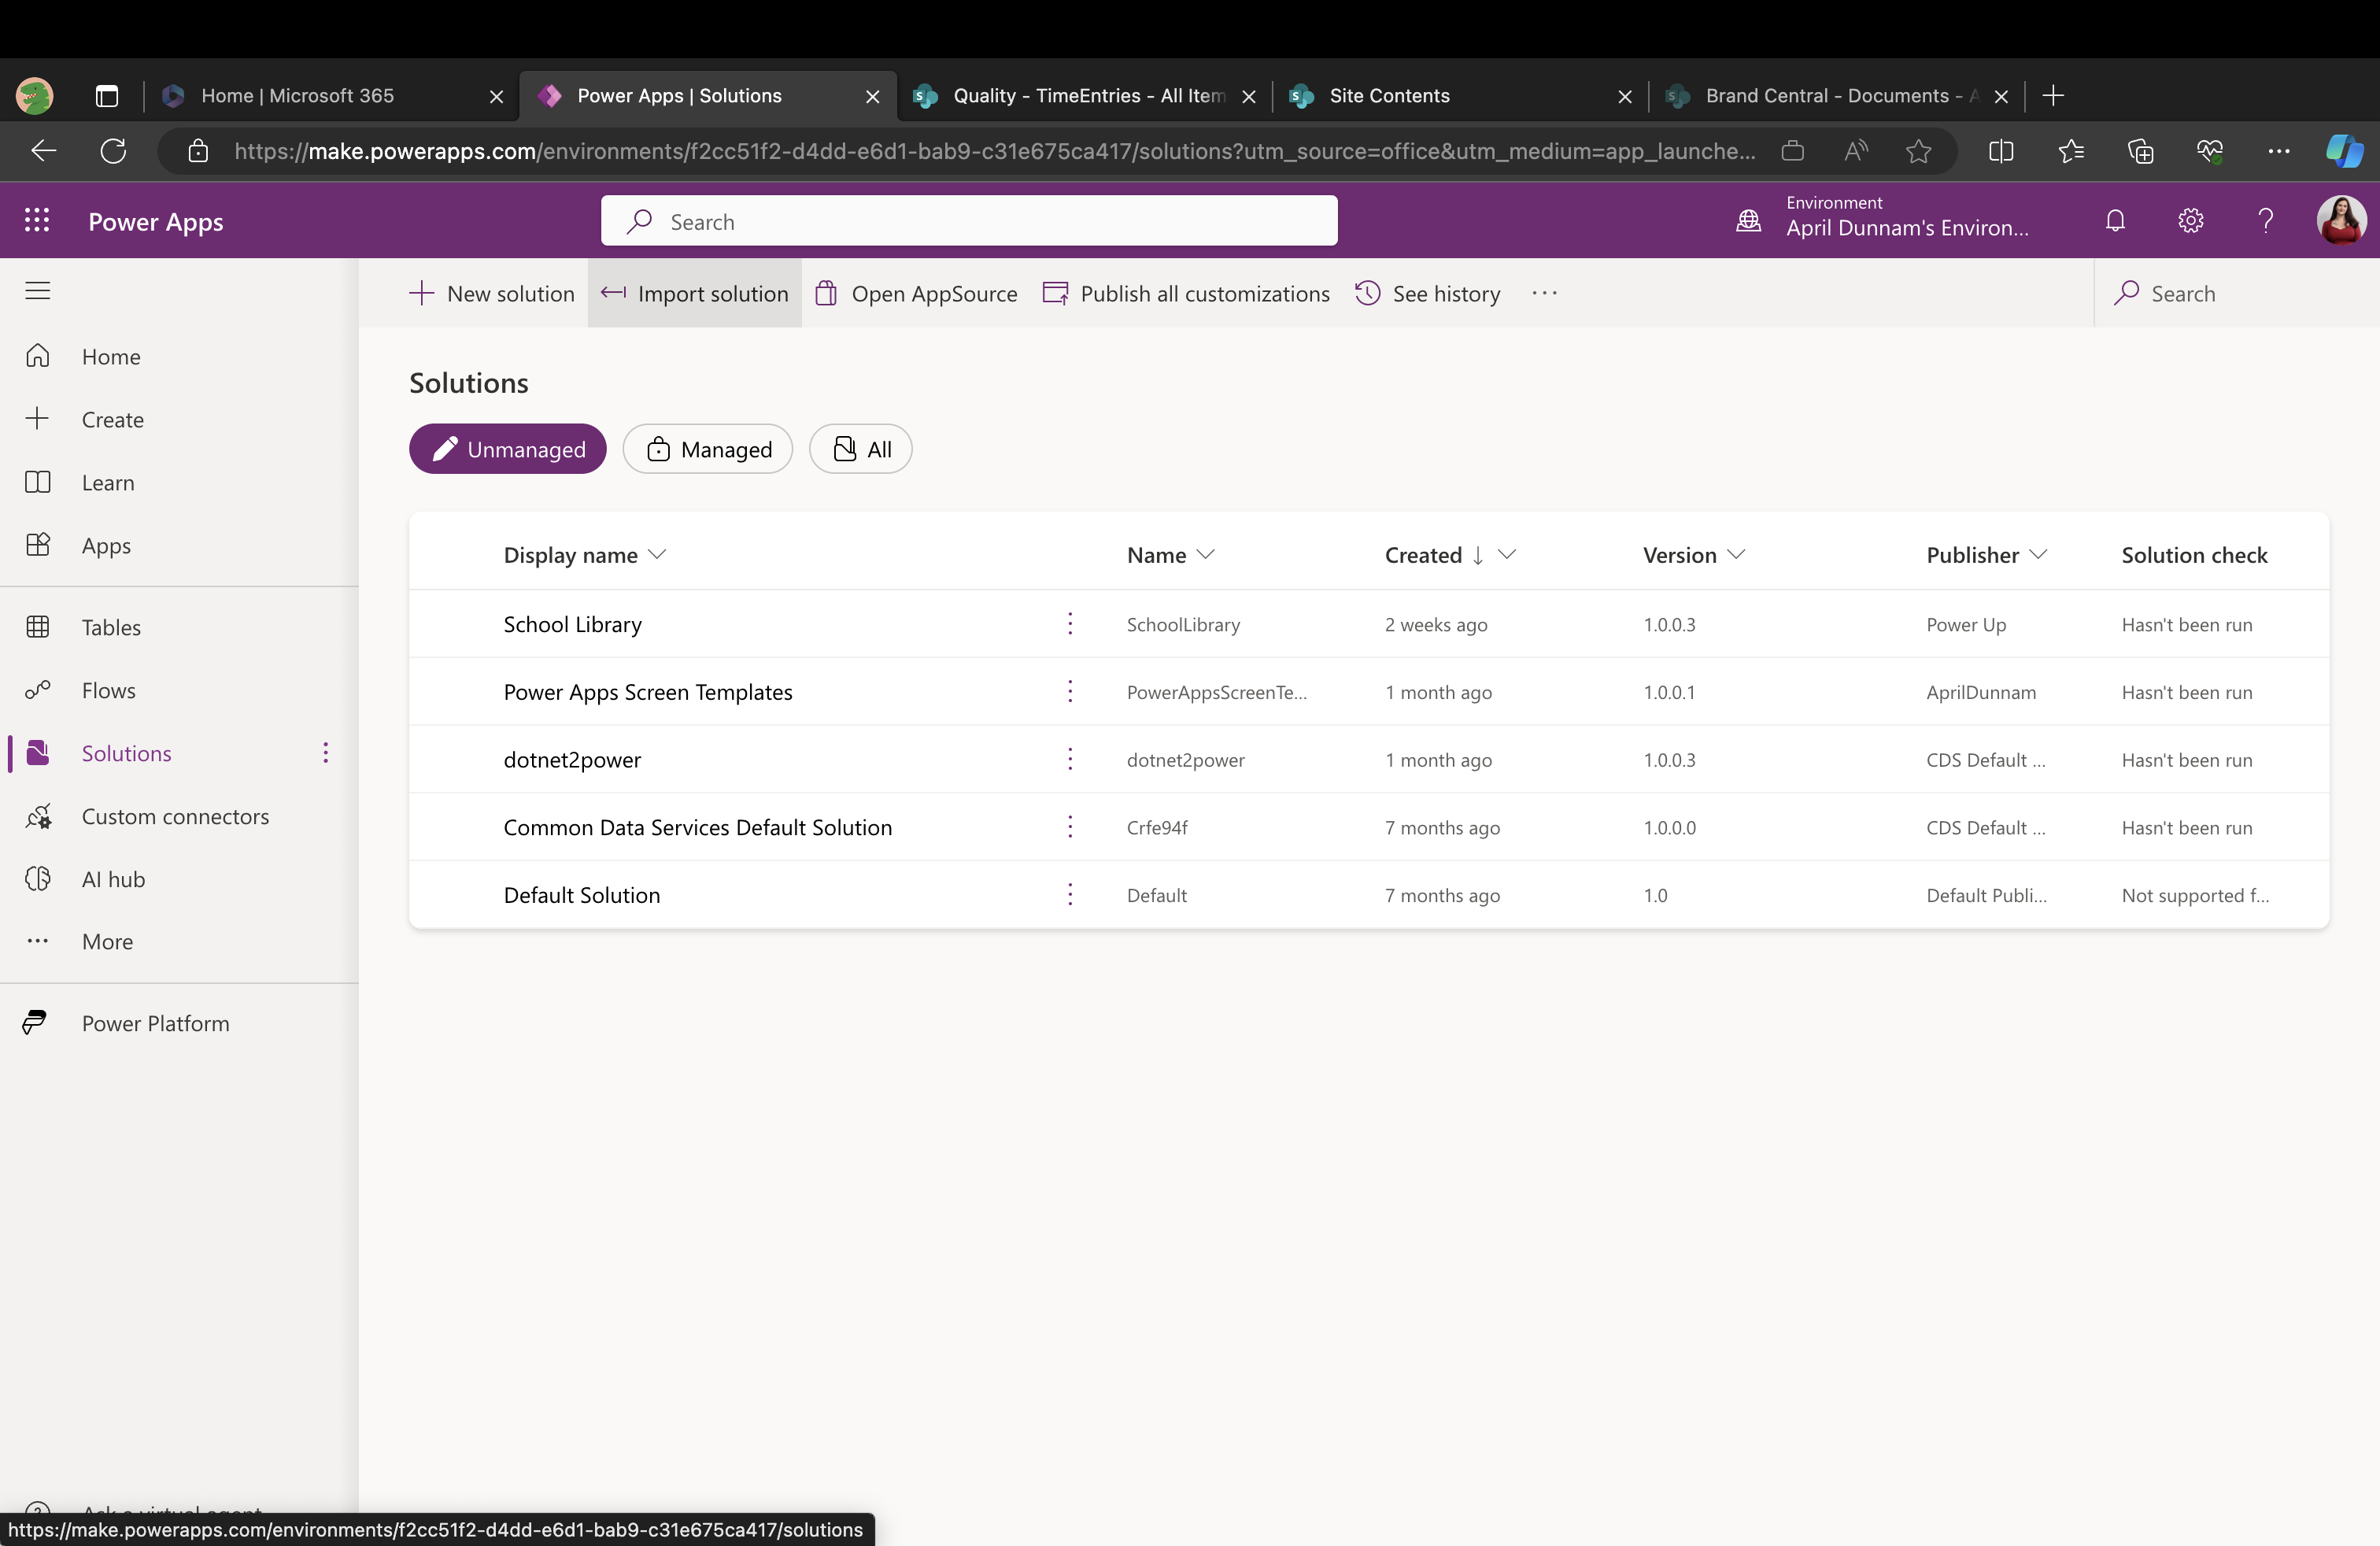 Home | Microsoft 365
Power Apps | Solutions
Quality - TimeEntries - All Item
Site Contents
Brand Central - Documents - A
https://make.powerapps.com/environments/f2cc51f2-d4dd-e6d1-bab9-c31e675ca417/solutions?utm_source=office&utm_medium=app_launche...
Power Apps
Search
Environment
April Dunnam's Environ...
New solution
Import solution
Open AppSource
Publish all customizations
See history
Search
Home
Create
Learn
Apps
Tables
Flows
Solutions
Custom connectors
AI hub
More
Power Platform
Ask a virtual agent
Solutions
Unmanaged
Managed
All
Display name Name Created Version Publisher Solution check
School Library SchoolLibrary 2 weeks ago 1.0.0.3 Power Up Hasn't been run
Power Apps Screen Templates PowerAppsScreenTe... 1 month ago 1.0.0.1 AprilDunnam Hasn't been run
dotnet2power dotnet2power 1 month ago 1.0.0.3 CDS Default ... Hasn't been run
Common Data Services Default Solution Crfe94f 7 months ago 1.0.0.0 CDS Default ... Hasn't been run
Default Solution Default 7 months ago 1.0 Default Publi... Not supported f...
https://make.powerapps.com/environments/f2cc51f2-d4dd-e6d1-bab9-c31e675ca417/solutions